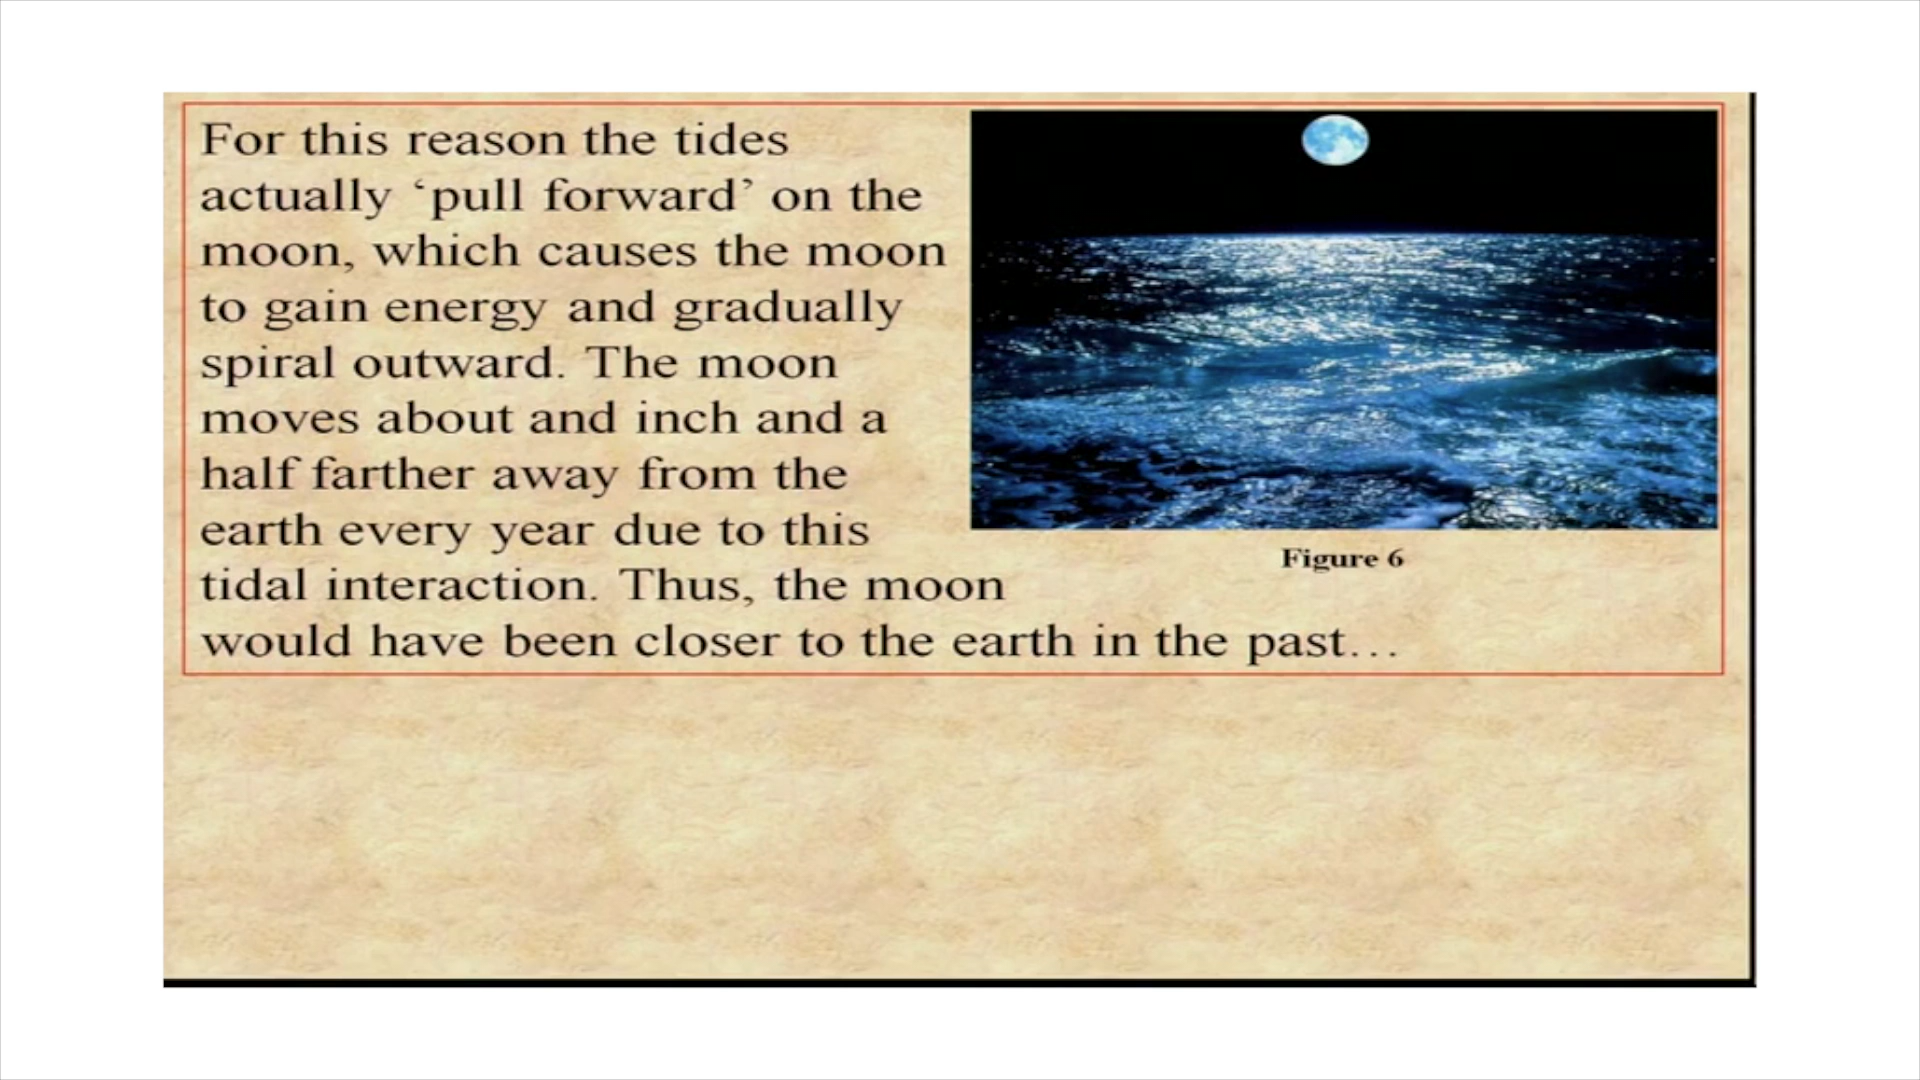 For this reason the tides
actually ‘pull forward’ on the
moon, which causes the moon
to gain energy and gradually
spiral outward. The moon
moves about and inch and a
half farther away from the
earth every year due to this
tidal interaction. Thus, the moon
would have been closer to the earth in the past…
Figure 6